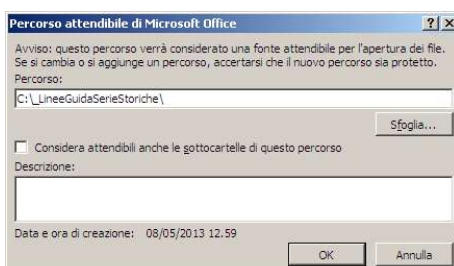 Percorso attendibile di Microsoft Office
Avviso: questo percorso verrà considerato una fonte attendibile per l'apertura dei file.
Se si cambia o si aggiunge un percorso, accertarsi che il nuovo percorso sia protetto.
Percorso:
C:\_LineeGuidaSerieStoriche\
Sfoglia...
Considera attendibili anche le sottocartelle di questo percorso
Descrizione:
Data e ora di creazione: 08/05/2013 12.59
OK Annulla